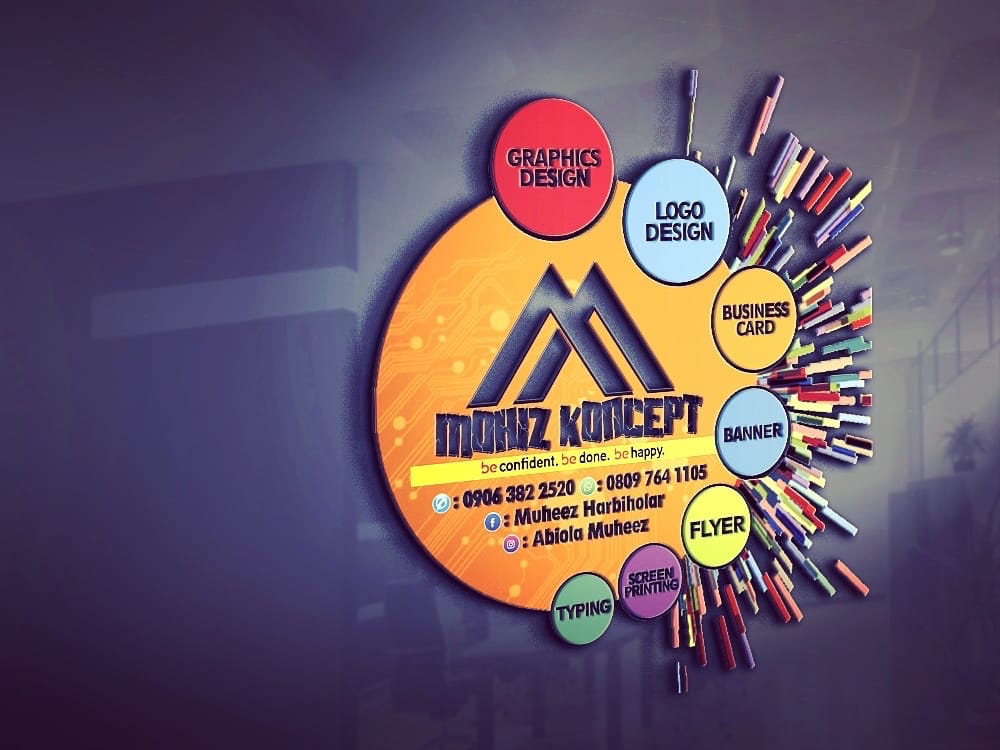 GRAPHICS
DESIGN
LOGO
DESIGN
BUSINESS
CARD
BANNER
FLYER
SCREEN
PRINTING
TYPING
MOHIZ KONCEPT
be confident. be done. be happy.
: 0906 382 2520 : 0809 764 1105
: Muheez Harbiholar
: Abiola Muheez